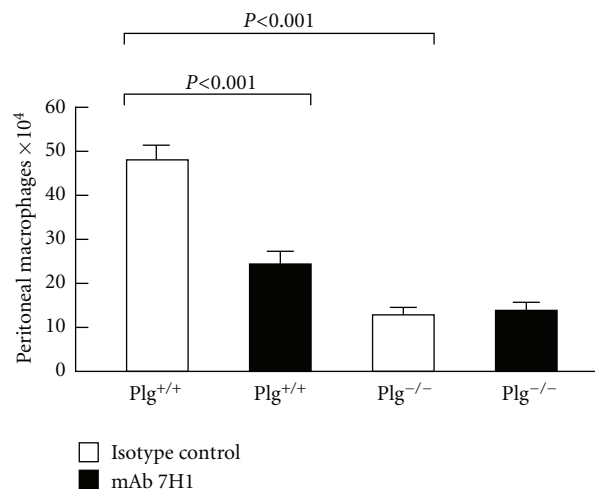 P<0.001
P<0.001
Peritoneal macrophages ×10⁴
60
50
40
30
20
10
0
Plg⁺/⁺ Plg⁺/⁺ Plg⁻/⁻ Plg⁻/⁻
Isotype control
mAb 7H1